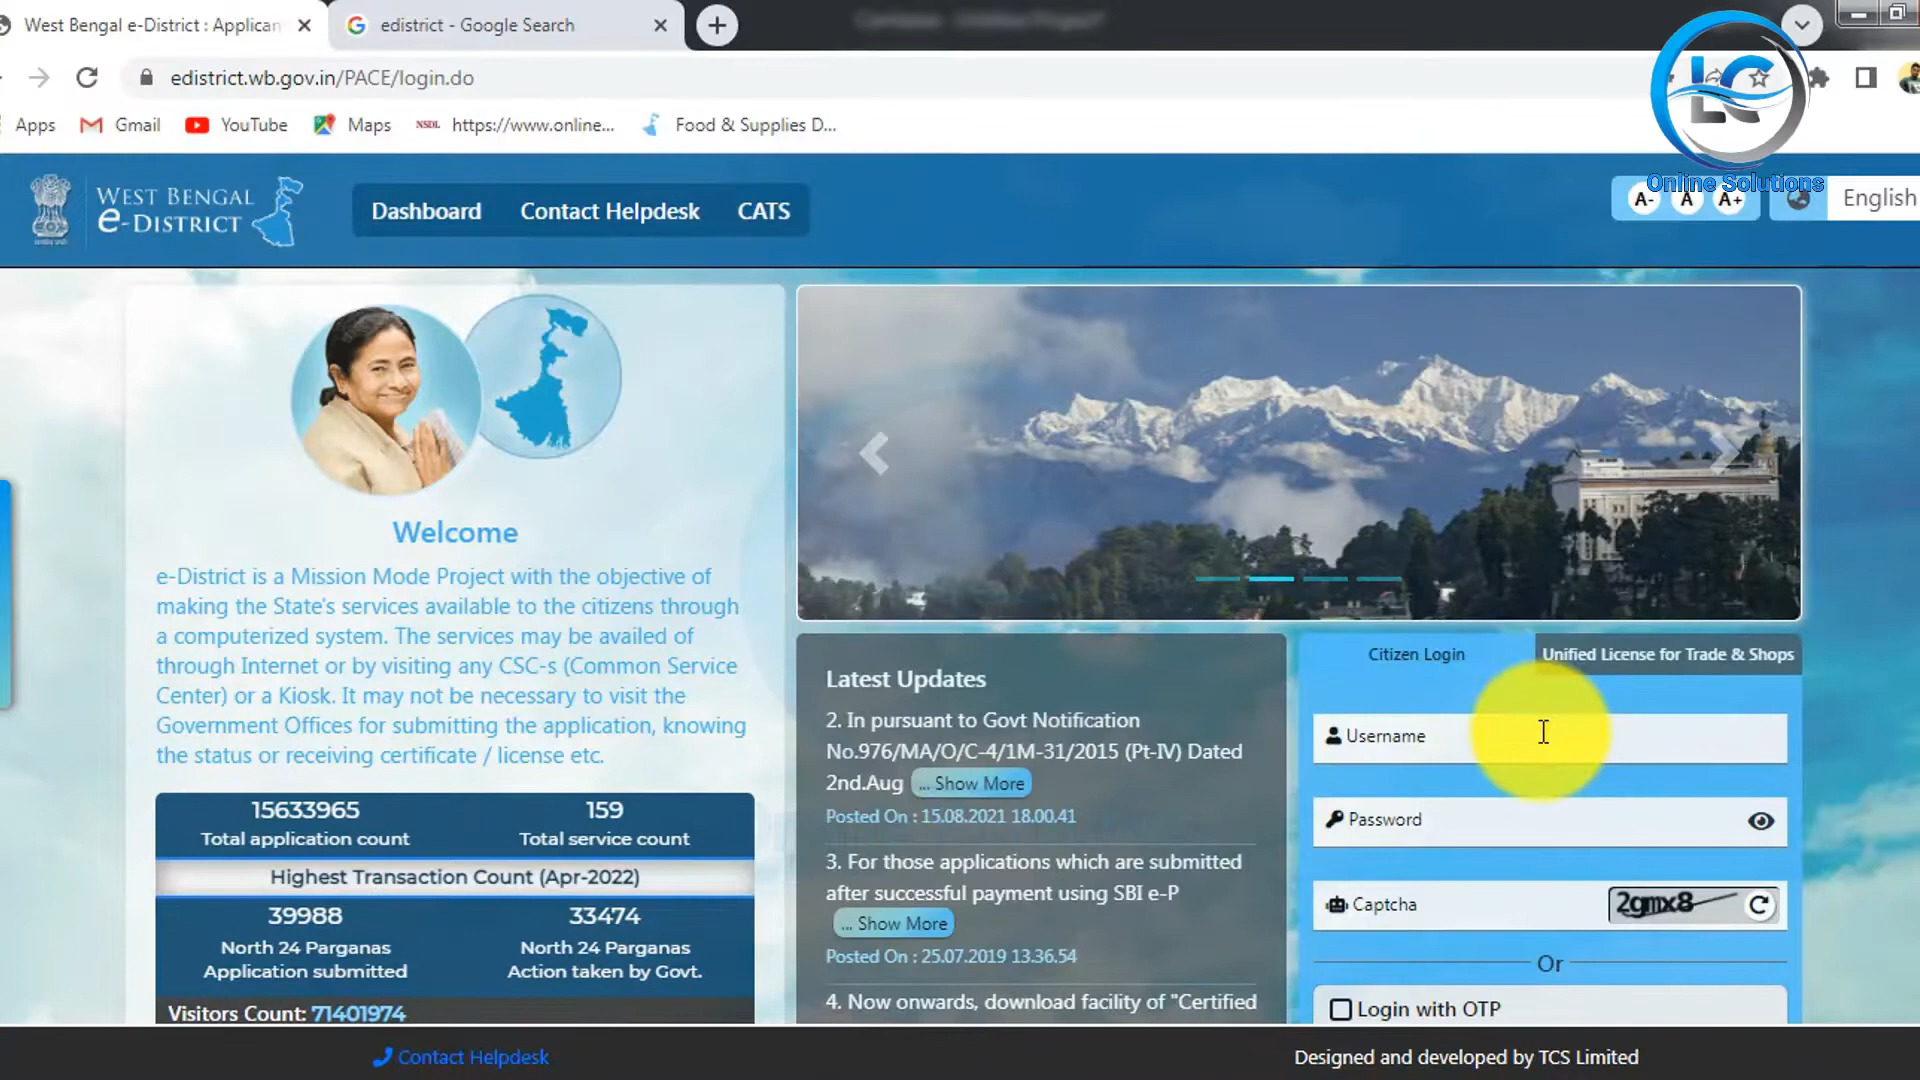 West Bengal e-District : Applican
edistrict - Google Search
edistrict.wb.gov.in/PACE/login.do
Apps
Gmail
YouTube
Maps
NSDL
https://www.online...
Food & Supplies D...
LC
Online Solutions
WEST BENGAL
e-DISTRICT
Dashboard
Contact Helpdesk
CATS
A-
A
A+
English
Welcome
e-District is a Mission Mode Project with the objective of
making the State's services available to the citizens through
a computerized system. The services may be availed of
through Internet or by visiting any CSC-s (Common Service
Center) or a Kiosk. It may not be necessary to visit the
Government Offices for submitting the application, knowing
the status or receiving certificate / license etc.
15633965
Total application count
159
Total service count
Highest Transaction Count (Apr-2022)
39988
North 24 Parganas
Application submitted
33474
North 24 Parganas
Action taken by Govt.
Visitors Count: 71401974
Latest Updates
2. In pursuant to Govt Notification
No.976/MA/O/C-4/1M-31/2015 (Pt-IV) Dated
2nd.Aug ... Show More
Posted On : 15.08.2021 18.00.41
3. For those applications which are submitted
after successful payment using SBI e-P
... Show More
Posted On : 25.07.2019 13.36.54
4. Now onwards, download facility of "Certified
Citizen Login
Unified License for Trade & Shops
Username
Password
Captcha
2gmx8
Or
Login with OTP
Contact Helpdesk
Designed and developed by TCS Limited